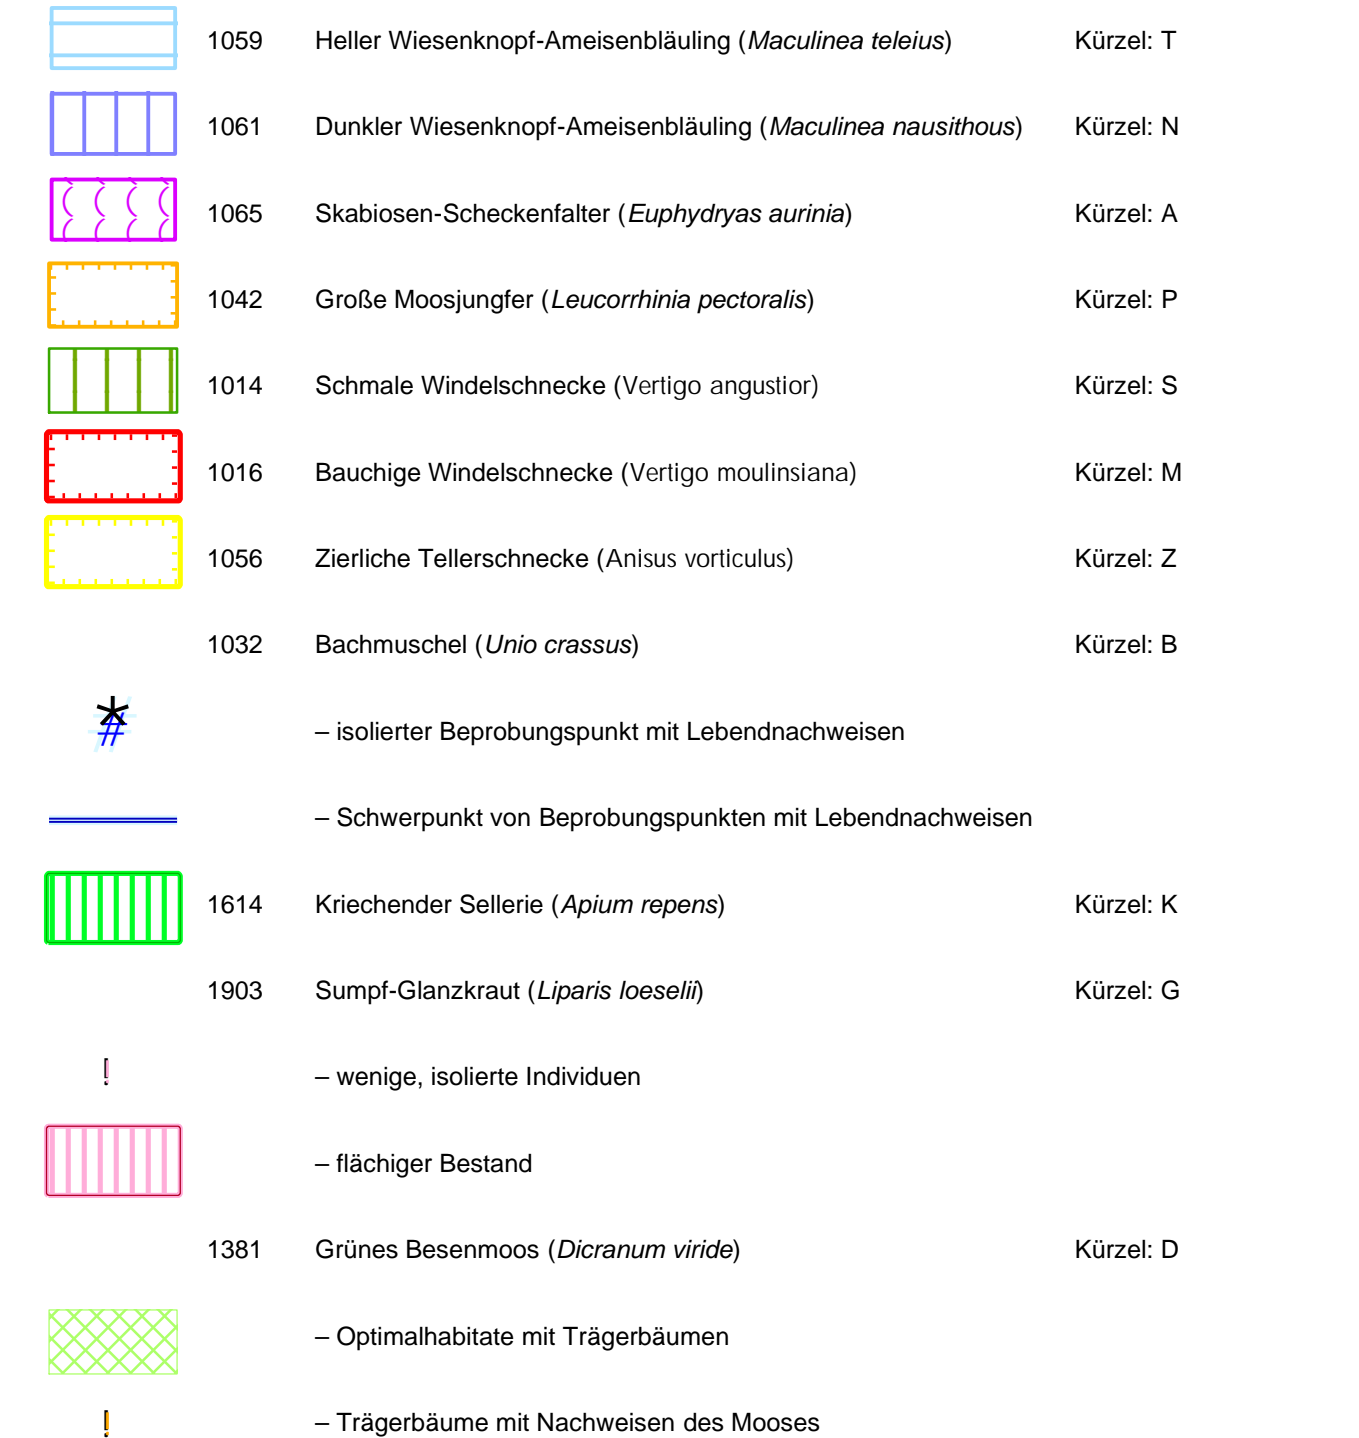 1059 Heller Wiesenknopf-Ameisenbläuling (Maculinea teleius) Kürzel: T
1061 Dunkler Wiesenknopf-Ameisenbläuling (Maculinea nausithous) Kürzel: N
1065 Skabiosen-Scheckenfalter (Euphydryas aurinia) Kürzel: A
1042 Große Moosjungfer (Leucorrhinia pectoralis) Kürzel: P
1014 Schmale Windelschnecke (Vertigo angustior) Kürzel: S
1016 Bauchige Windelschnecke (Vertigo moulinsiana) Kürzel: M
1056 Zierliche Tellerschnecke (Anisus vorticulus) Kürzel: Z
1032 Bachmuschel (Unio crassus) Kürzel: B
*# – isolierter Beprobungspunkt mit Lebendnachweisen
– Schwerpunkt von Beprobungspunkten mit Lebendnachweisen
1614 Kriechender Sellerie (Apium repens) Kürzel: K
1903 Sumpf-Glanzkraut (Liparis loeselii) Kürzel: G
! – wenige, isolierte Individuen
– flächiger Bestand
1381 Grünes Besenmoos (Dicranum viride) Kürzel: D
– Optimalhabitate mit Trägerbäumen
! – Trägerbäume mit Nachweisen des Mooses